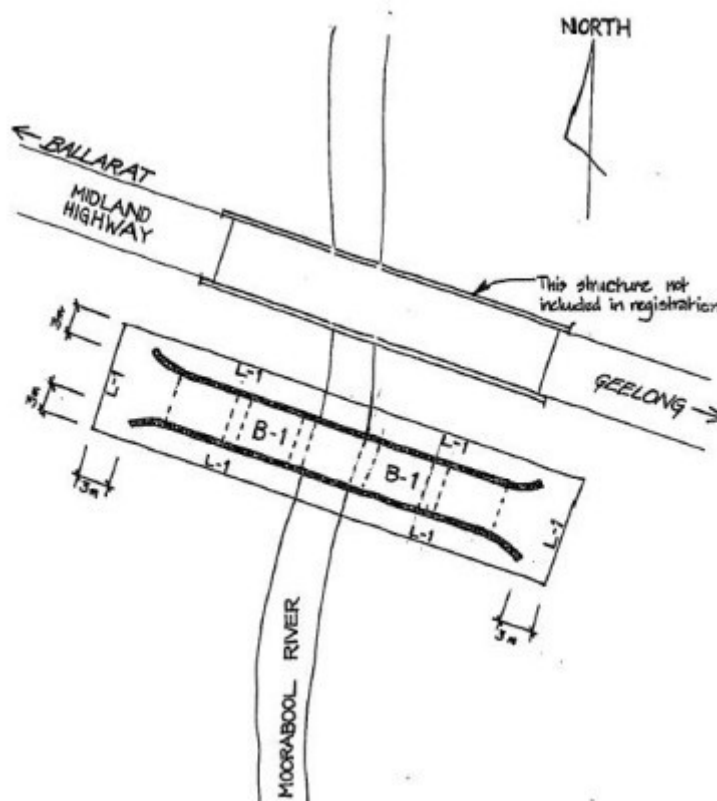 NORTH
← BALLARAT
MIDLAND
HIGHWAY
This structure not
included in registration
GEELONG →
3m
3m
3m
L-1
L-1
L-1
B-1
B-1
L-1
L-1
L-1
3m
MOORABOOL RIVER